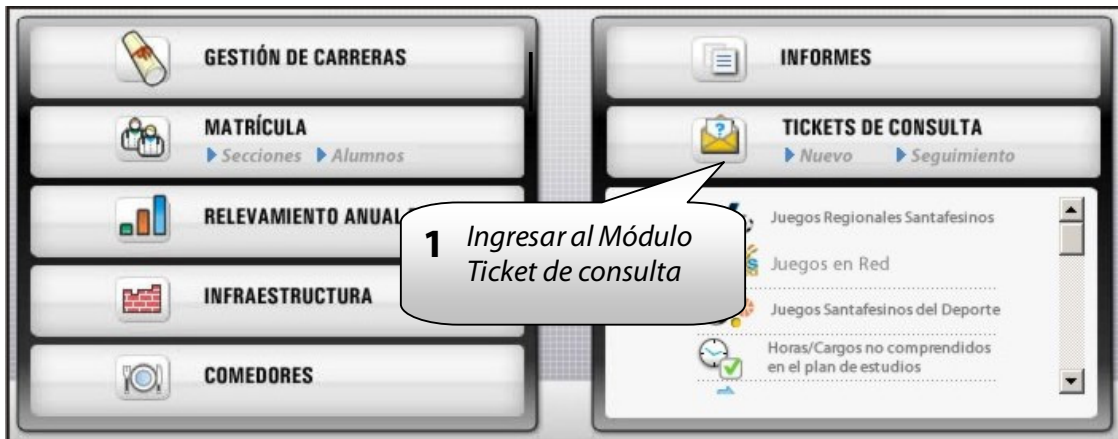 GESTIÓN DE CARRERAS
MATRÍCULA
Secciones Alumnos
RELEVAMIENTO ANUAL
INFRAESTRUCTURA
COMEDORES
1 Ingresar al Módulo
Ticket de consulta
INFORMES
TICKETS DE CONSULTA
Nuevo Seguimiento
Juegos Regionales Santafesinos
Juegos en Red
Juegos Santafesinos del Deporte
Horas/Cargos no comprendidos
en el plan de estudios